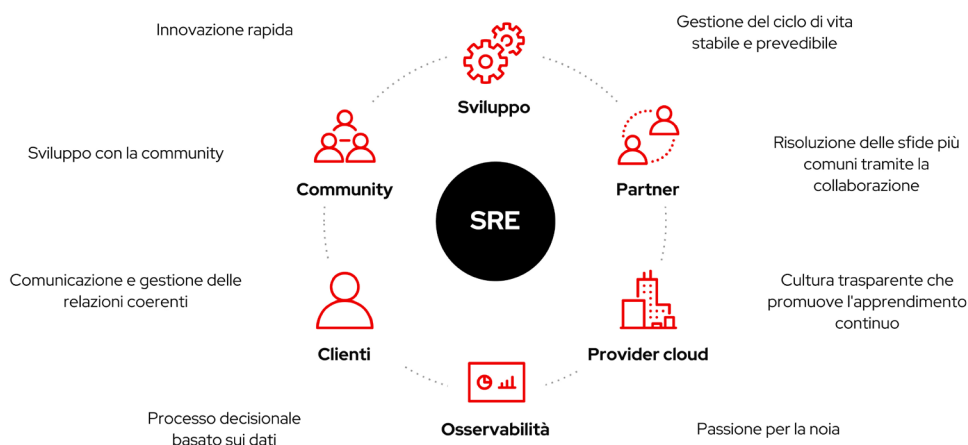 Innovazione rapida
Gestione del ciclo di vita
stabile e prevedibile
Sviluppo
Sviluppo con la community
Community
Partner
Risoluzione delle sfide più
comuni tramite la
collaborazione
SRE
Comunicazione e gestione delle
relazioni coerenti
Clienti
Provider cloud
Cultura trasparente che
promuove l'apprendimento
continuo
Processo decisionale
basato sui dati
Osservabilità
Passione per la noia